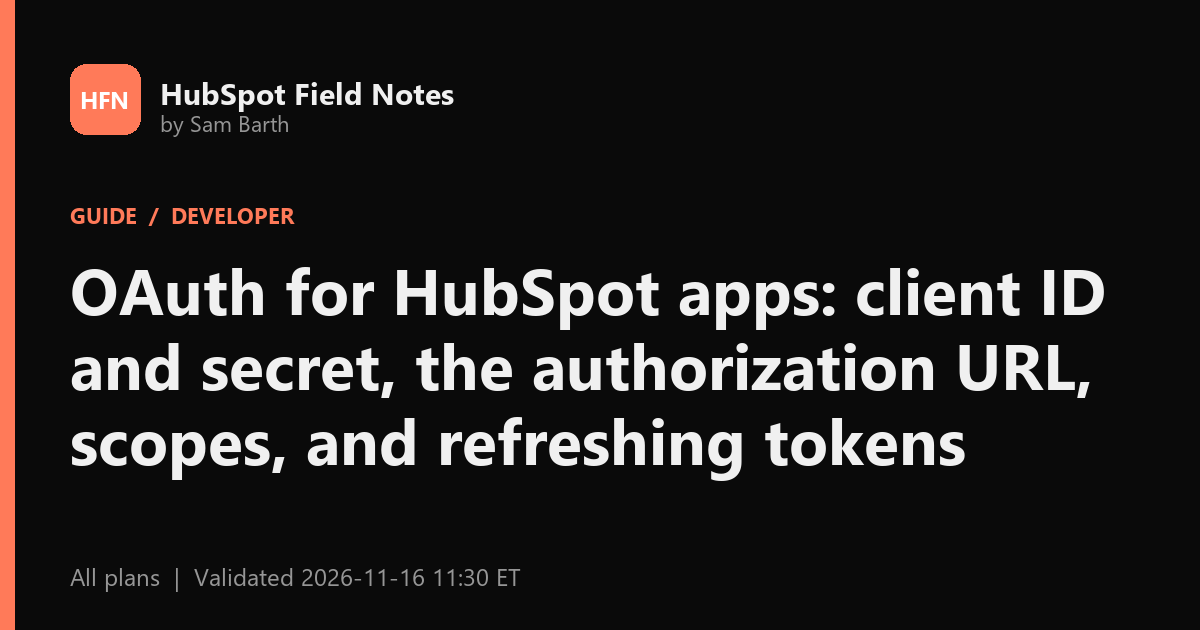 HFN
HubSpot Field Notes
by Sam Barth
GUIDE / DEVELOPER
OAuth for HubSpot apps: client ID
and secret, the authorization URL,
scopes, and refreshing tokens
All plans | Validated 2026-11-16 11:30 ET